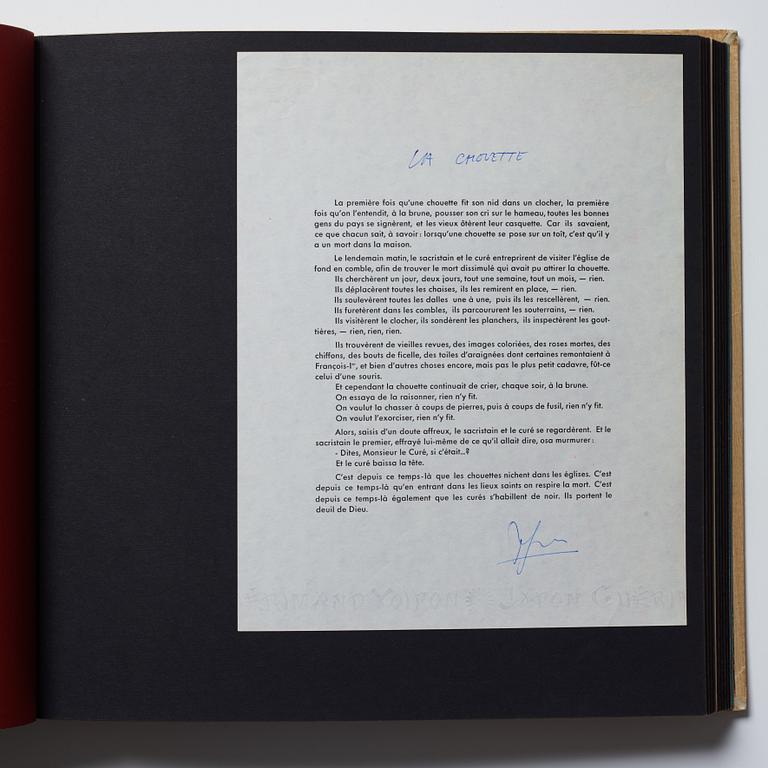 LA CHOUETTE
La première fois qu'une chouette fit son nid dans un clocher, la première
fois qu'on l'entendit, à la brune, pousser son cri sur le hameau, toutes les bonnes
gens du pays se signèrent, et les vieux ôtèrent leur casquette. Car ils savaient,
ce que chacun sait, à savoir: lorsqu'une chouette se pose sur un toît, c'est qu'il y
a un mort dans la maison.
Le lendemain matin, le sacristain et le curé entreprirent de visiter l'église de
fond en comble, afin de trouver le mort dissimulé qui avait pu attirer la chouette.
Ils cherchèrent un jour, deux jours, tout une semaine, tout un mois, — rien.
Ils déplacèrent toutes les chaises, ils les remirent en place, — rien.
Ils soulevèrent toutes les dalles une à une, puis ils les rescellèrent, — rien.
Ils furetèrent dans les combles, ils parcoururent les souterrains, — rien.
Ils visitèrent le clocher, ils sondèrent les planchers, ils inspectèrent les gout-
tières, — rien, rien, rien.
Ils trouvèrent de vieilles revues, des images coloriées, des roses mortes, des
chiffons, des bouts de ficelle, des toiles d'araignées dont certaines remontaient à
François-Iᵉʳ, et bien d'autres choses encore, mais pas le plus petit cadavre, fût-ce
celui d'une souris.
Et cependant la chouette continuait de crier, chaque soir, à la brune.
On essaya de la raisonner, rien n'y fit.
On voulut la chasser à coups de pierres, puis à coups de fusil, rien n'y fit.
On voulut l'exorciser, rien n'y fit.
Alors, saisis d'un doute affreux, le sacristain et le curé se regardèrent. Et le
sacristain le premier, effrayé lui-même de ce qu'il allait dire, osa murmurer:
- Dites, Monsieur le Curé, si c'était..?
Et le curé baissa la tête.
C'est depuis ce temps-là que les chouettes nichent dans les églises. C'est
depuis ce temps-là qu'en entrant dans les lieux saints on respire la mort. C'est
depuis ce temps-là également que les curés s'habillent de noir. Ils portent le
deuil de Dieu.